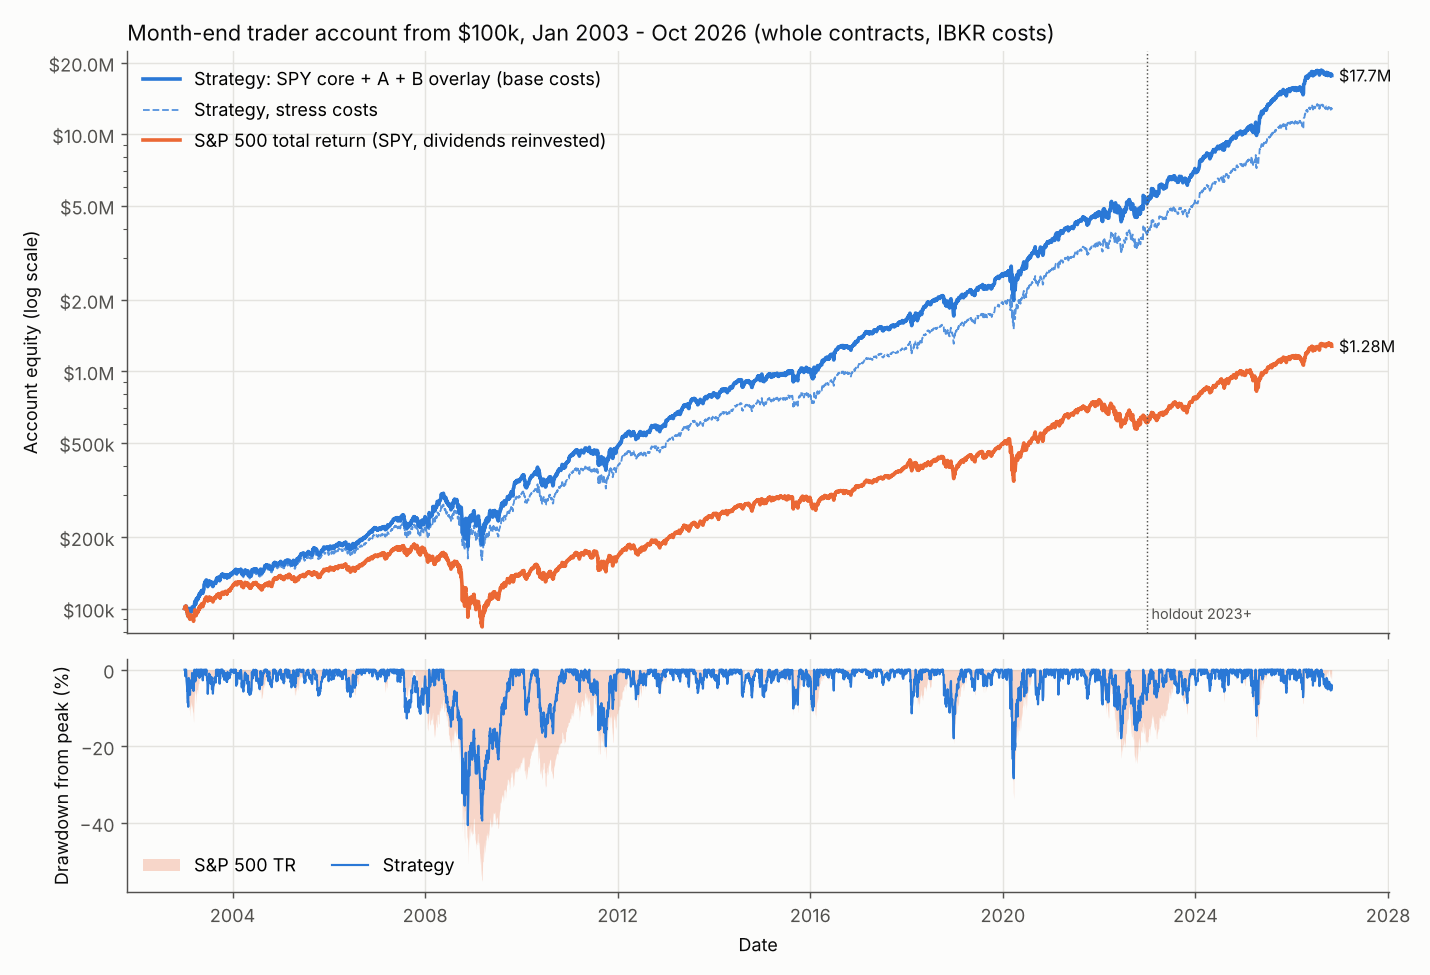 Month-end trader account from $100k, Jan 2003 - Oct 2026 (whole contracts, IBKR costs)
$20.0M
$10.0M
$5.0M
$2.0M
$1.0M
$500k
$200k
$100k
Account equity (log scale)
Strategy: SPY core + A + B overlay (base costs)
Strategy, stress costs
S&P 500 total return (SPY, dividends reinvested)
$17.7M
$1.28M
holdout 2023+
0
−20
−40
Drawdown from peak (%)
S&P 500 TR
Strategy
2004
2008
2012
2016
2020
2024
2028
Date